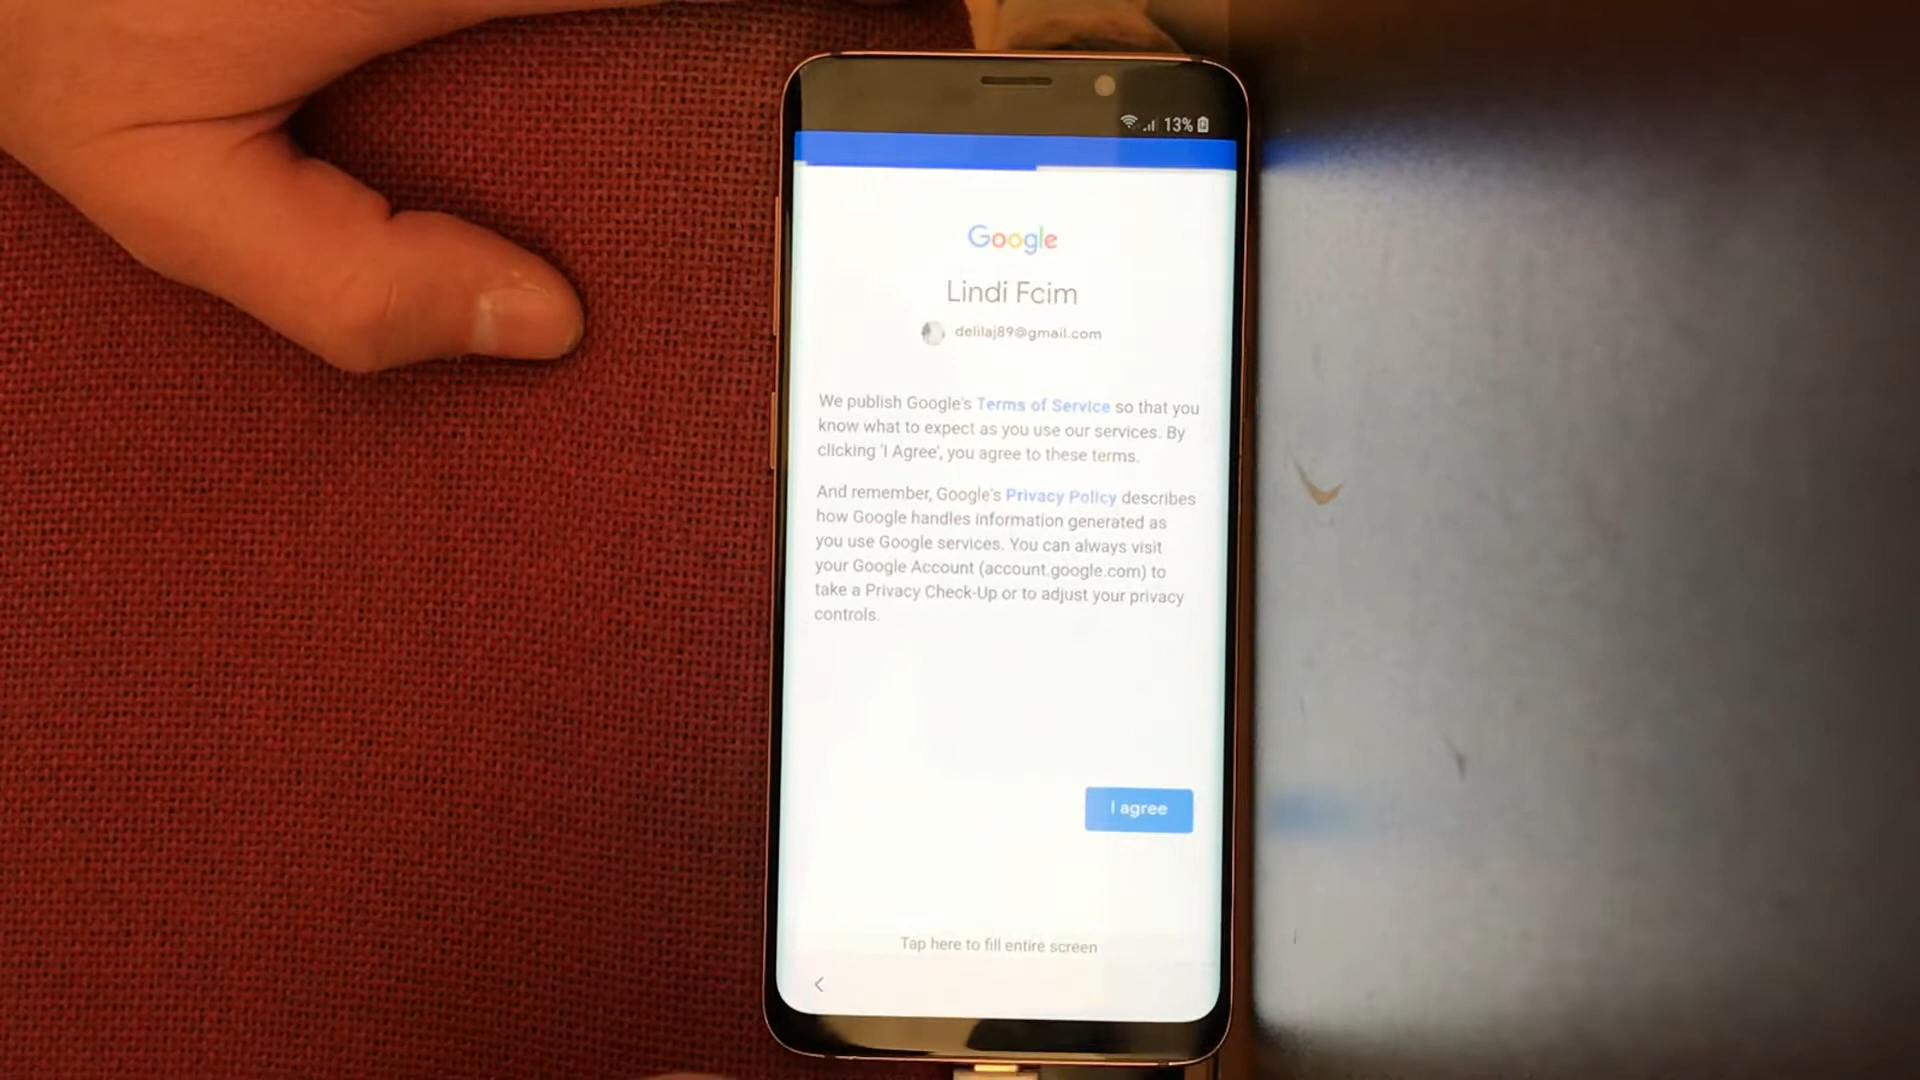 13%
Google
Lindi Fcim
delilaj89@gmail.com
We publish Google's Terms of Service so that you
know what to expect as you use our services. By
clicking 'I Agree', you agree to these terms.
And remember, Google's Privacy Policy describes
how Google handles information generated as
you use Google services. You can always visit
your Google Account (account.google.com) to
take a Privacy Check-Up or to adjust your privacy
controls.
I agree
Tap here to fill entire screen